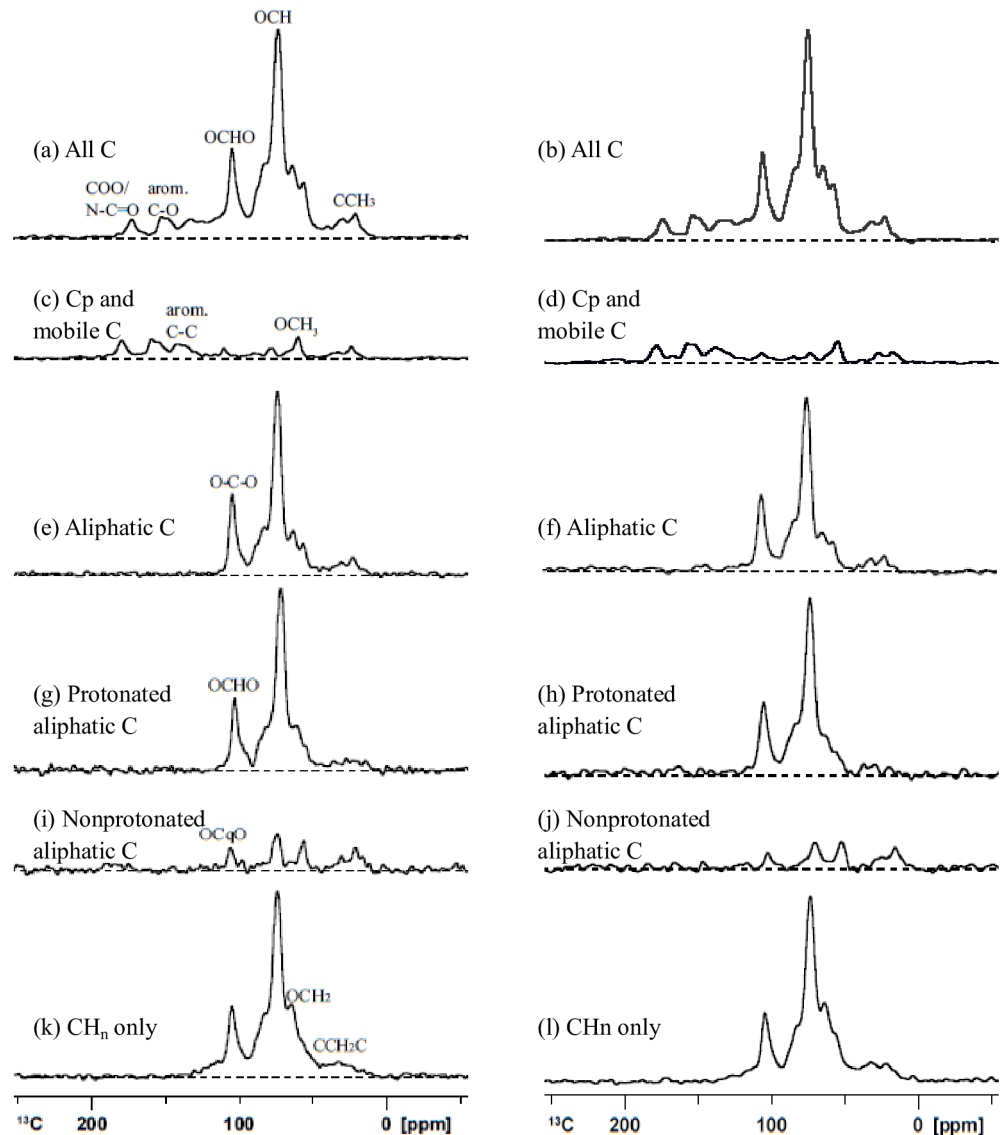 OCH
(a) All C
OCHO
COO/
N-C=O
arom.
C-O
CCH₃
(b) All C
(c) Cp and
mobile C
arom.
C-C
OCH₃
(d) Cp and
mobile C
O-C-O
(e) Aliphatic C
(f) Aliphatic C
OCHO
(g) Protonated
aliphatic C
(h) Protonated
aliphatic C
(i) Nonprotonated
aliphatic C
OCqO
(j) Nonprotonated
aliphatic C
(k) CHₙ only
OCH₂
CCH₂C
(l) CHn only
¹³C 200 100 0 [ppm]
¹³C 200 100 0 [ppm]